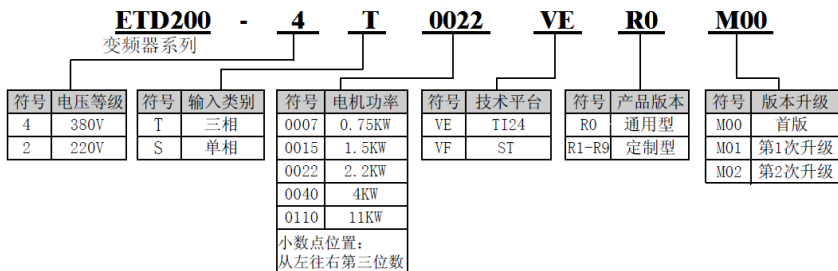 ETD200 - 4 T 0022 VE R0 M00
变频器系列
符号 电压等级
4 380V
2 220V
符号 输入类别
T 三相
S 单相
符号 电机功率
0007 0.75KW
0015 1.5KW
0022 2.2KW
0040 4KW
0110 11KW
小数点位置:
从左往右第三位数
符号 技术平台
VE TI24
VF ST
符号 产品版本
R0 通用型
R1-R9 定制型
符号 版本升级
M00 首版
M01 第1次升级
M02 第2次升级